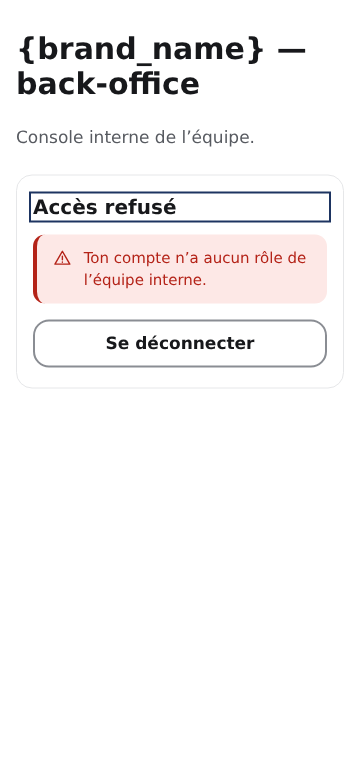 {brand_name} —
back-office
Console interne de l’équipe.
Accès refusé
Ton compte n’a aucun rôle de
l’équipe interne.
Se déconnecter